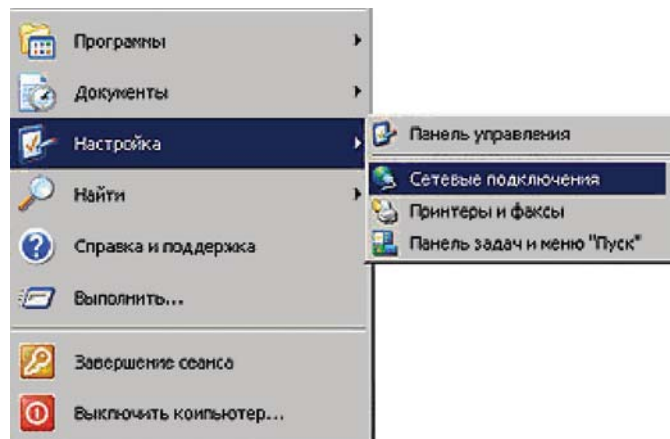 Программы
Документы
Настройка
Найти
Справка и поддержка
Выполнить...
Завершение сеанса
Выключить компьютер...
Панель управления
Сетевые подключения
Принтеры и факсы
Панель задач и меню "Пуск"